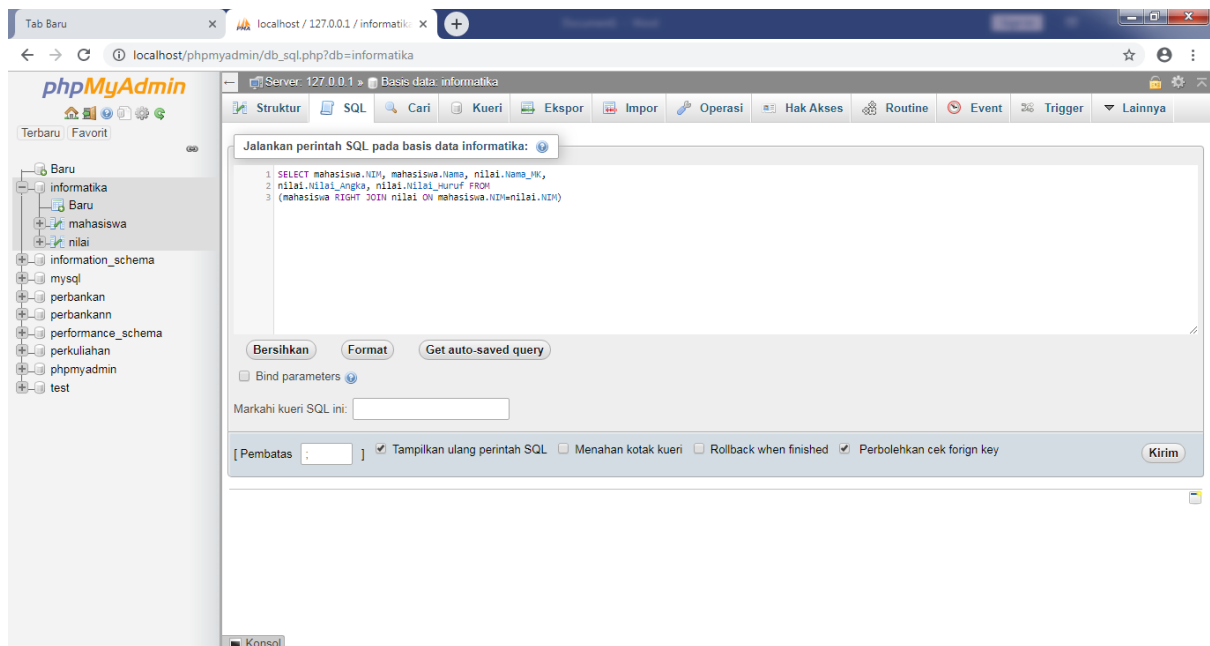 Tab Baru
localhost / 127.0.0.1 / informatik
localhost/phpmyadmin/db_sql.php?db=informatika
phpMyAdmin
Terbaru Favorit
Baru
informatika
Baru
mahasiswa
nilai
information_schema
mysql
perbankan
perbankann
performance_schema
perkuliahan
phpmyadmin
test
Server: 127.0.0.1 » Basis data: informatika
Struktur SQL Cari Kueri Ekspor Impor Operasi Hak Akses Routine Event Trigger Lainnya
Jalankan perintah SQL pada basis data informatika:
1 SELECT mahasiswa.NIM, mahasiswa.Nama, nilai.Nama_MK,
2 nilai.Nilai_Angka, nilai.Nilai_Huruf FROM
3 (mahasiswa RIGHT JOIN nilai ON mahasiswa.NIM=nilai.NIM)
Bersihkan Format Get auto-saved query
Bind parameters
Markahi kueri SQL ini:
[ Pembatas ; ] Tampilkan ulang perintah SQL Menahan kotak kueri Rollback when finished Perbolehkan cek forign key
Kirim
Konsol